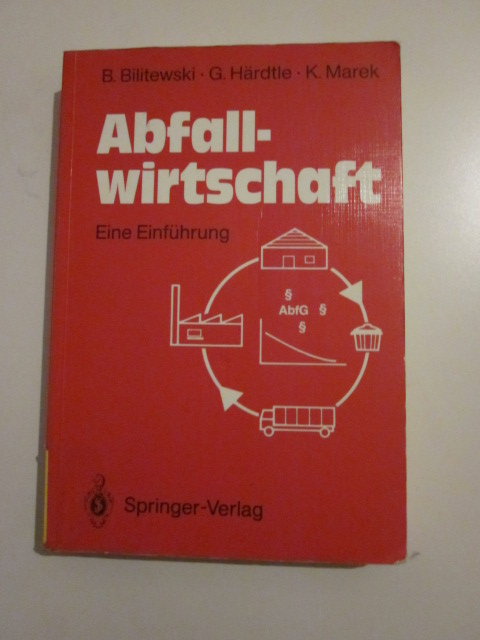 B. Bilitewski · G. Härdtle · K. Marek
Abfall-
wirtschaft
Eine Einführung
§
AbfG §
§
Springer-Verlag